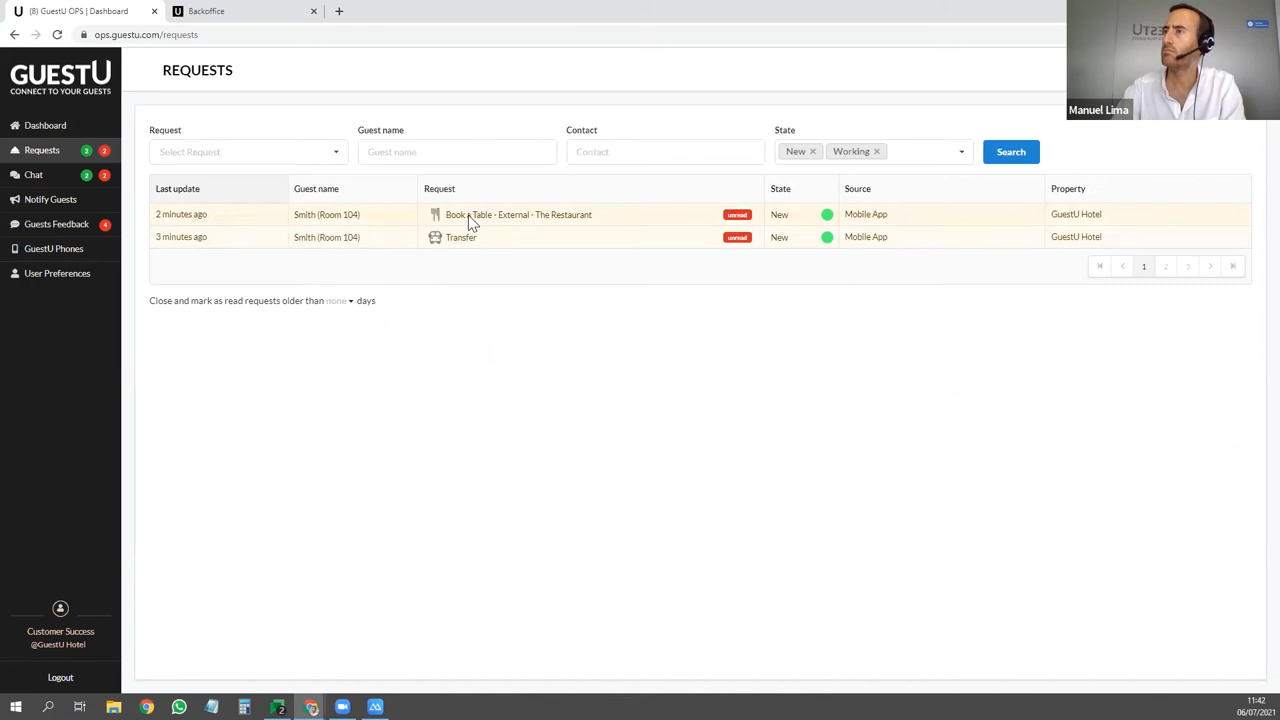 (8) GuestU OPS | Dashboard
Backoffice
ops.guestu.com/requests
GUESTU
CONNECT TO YOUR GUESTS
Dashboard
Requests 2 2
Chat 2 2
Notify Guests
Guests Feedback 4
GuestU Phones
User Preferences
Customer Success
@GuestU Hotel
Logout
REQUESTS
Request Guest name Contact State
Select Request Guest name Contact New Working Search
Last update Guest name Request State Source Property
2 minutes ago Smith (Room 104) Book a Table - External - The Restaurant unread New Mobile App GuestU Hotel
3 minutes ago Smith (Room 104) Transfer unread New Mobile App GuestU Hotel
1 2 3
Close and mark as read requests older than none days
Manuel Lima
2
11:42
06/07/2021